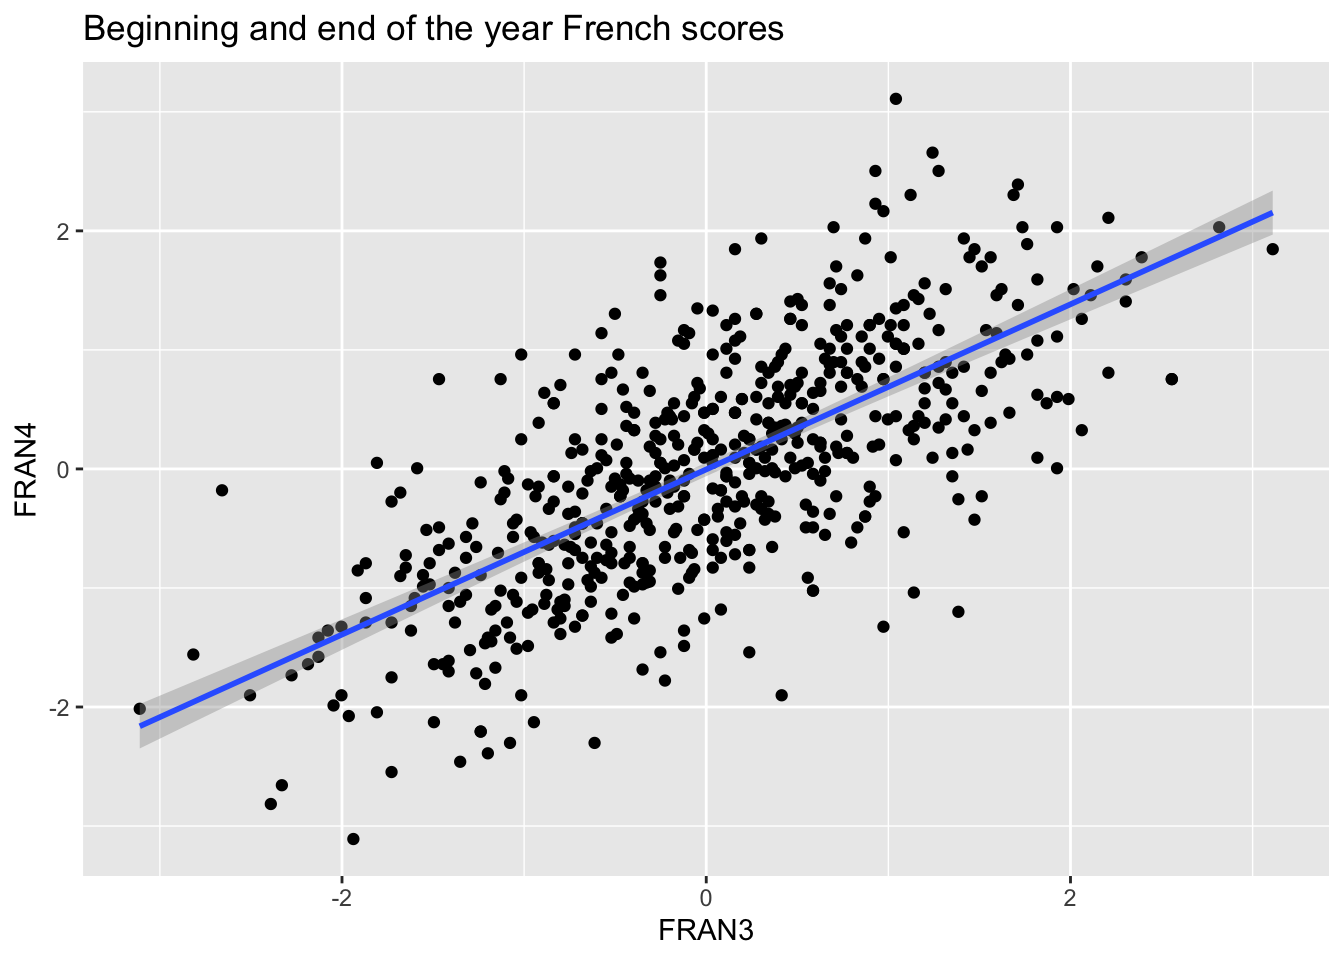 Beginning and end of the year French scores
FRAN4
2
0
-2
-2 0 2
FRAN3